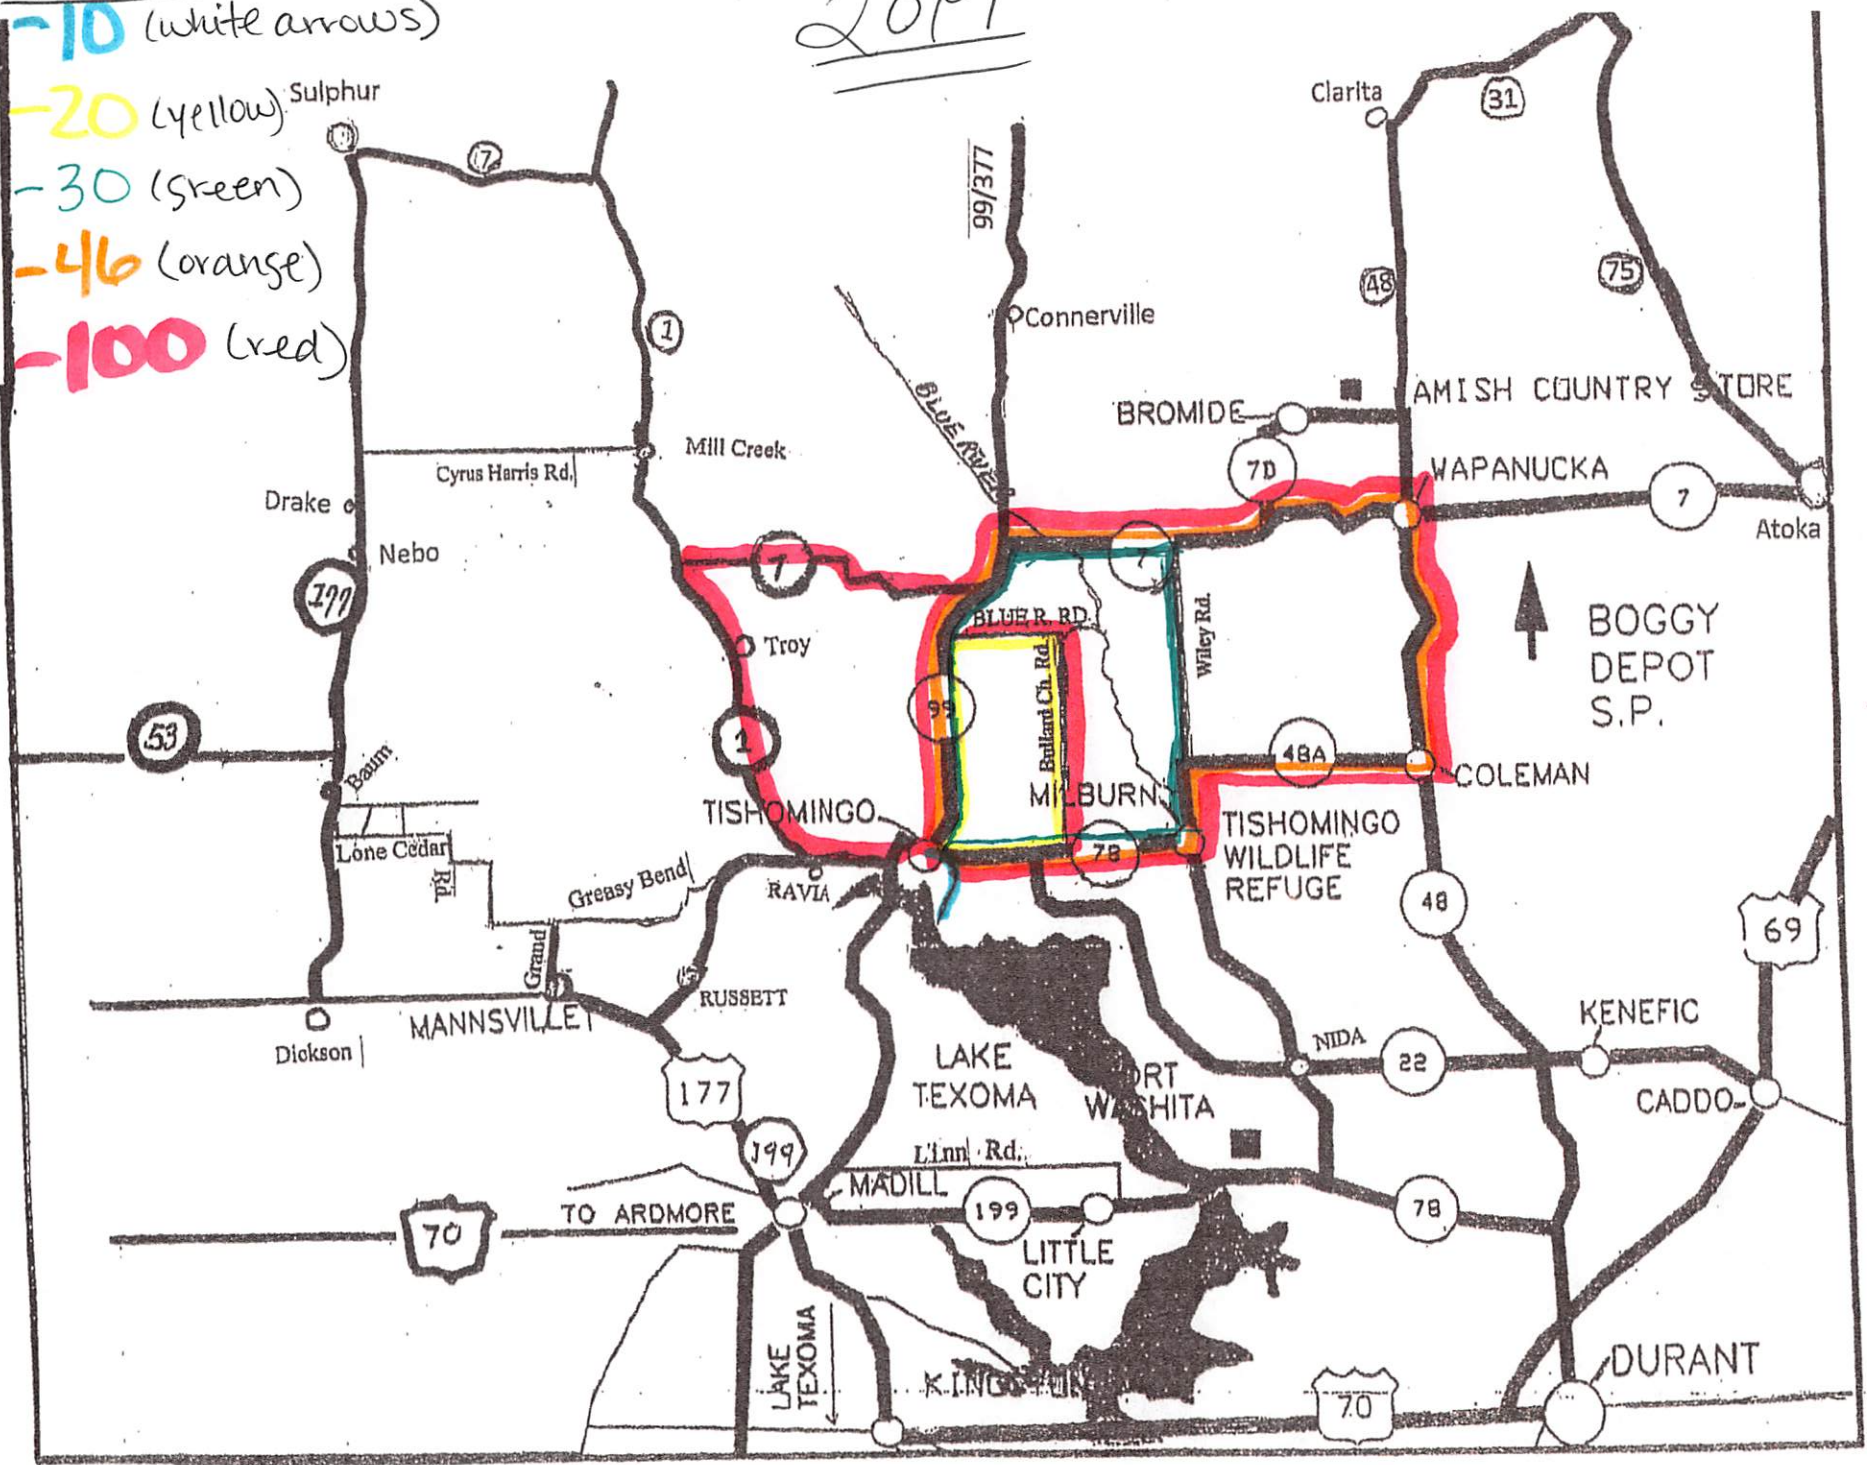 -10 (white arrows)
-20 (yellow)
-30 (green)
-46 (orange)
-100 (red)
Sulphur
7
Clarita
31
99/377
1
48
75
Connerville
BLUE RIVER
BROMIDE
AMISH COUNTRY STORE
Cyrus Harris Rd.
Mill Creek
7D
WAPANUCKA
7
Atoka
Drake
Nebo
177
7
7
BLUE R. RD.
Wiley Rd.
BOGGY
DEPOT
S.P.
Troy
Bullard Ch. Rd.
53
1
99
48A
COLEMAN
Baum
MILBURN
TISHOMINGO
78
TISHOMINGO
WILDLIFE
REFUGE
Lone Cedar
Rd.
Greasy Bend
RAVIA
48
69
Grand
RUSSETT
MANNSVILLE
Dickson
177
LAKE
TEXOMA
NIDA
22
KENEFIC
CADDO
WASHITA
199
L'inn Rd.
MADILL
199
78
70
TO ARDMORE
LITTLE
CITY
LAKE
TEXOMA
KINGSTON
70
DURANT